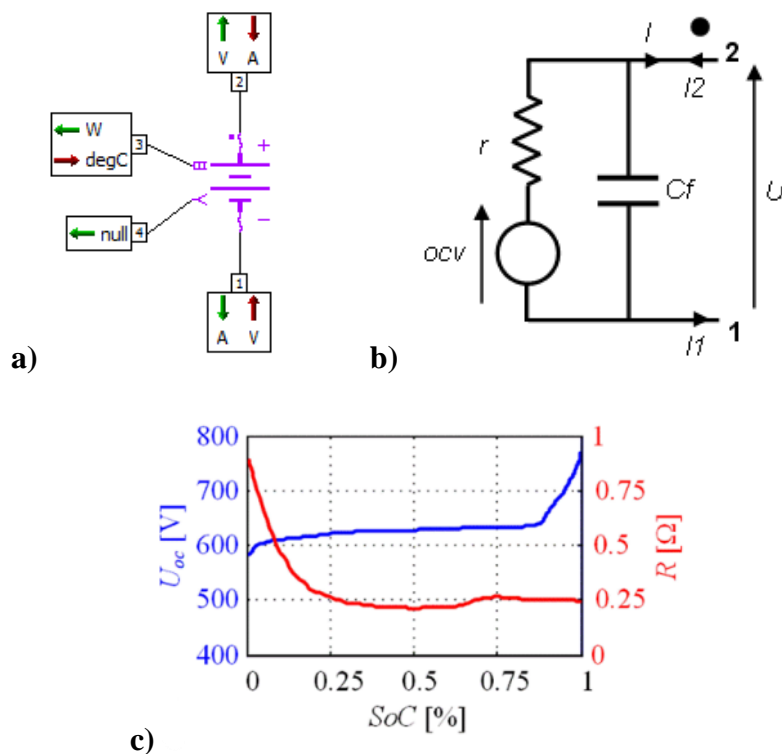 V A
2
3
W
degC
+
4
null
−
1
A V
a)
I
2
I2
r
Cf
U
ocv
1
I1
b)
800
700
600
500
400
U_oc [V]
1
0.75
0.5
0.25
0
R [Ω]
0 0.25 0.5 0.75 1
SoC [%]
c)